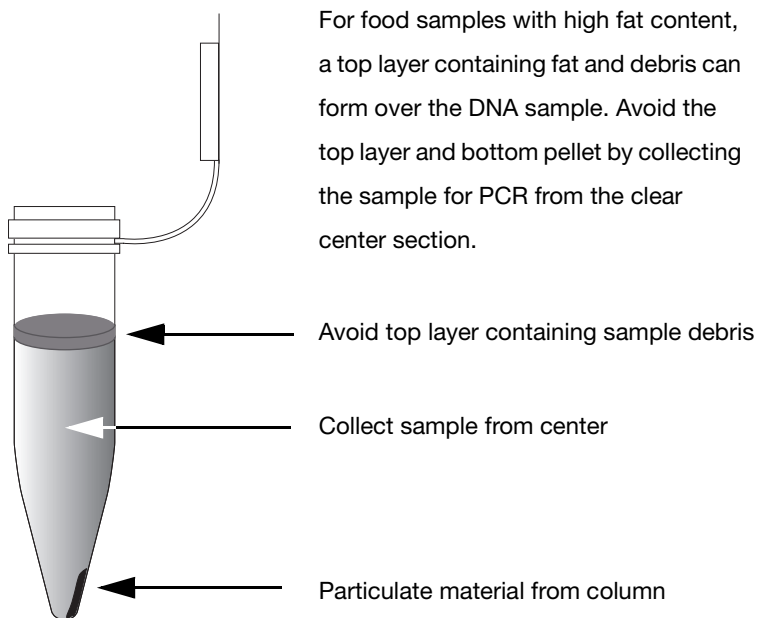 For food samples with high fat content,
a top layer containing fat and debris can
form over the DNA sample. Avoid the
top layer and bottom pellet by collecting
the sample for PCR from the clear
center section.
Avoid top layer containing sample debris
Collect sample from center
Particulate material from column